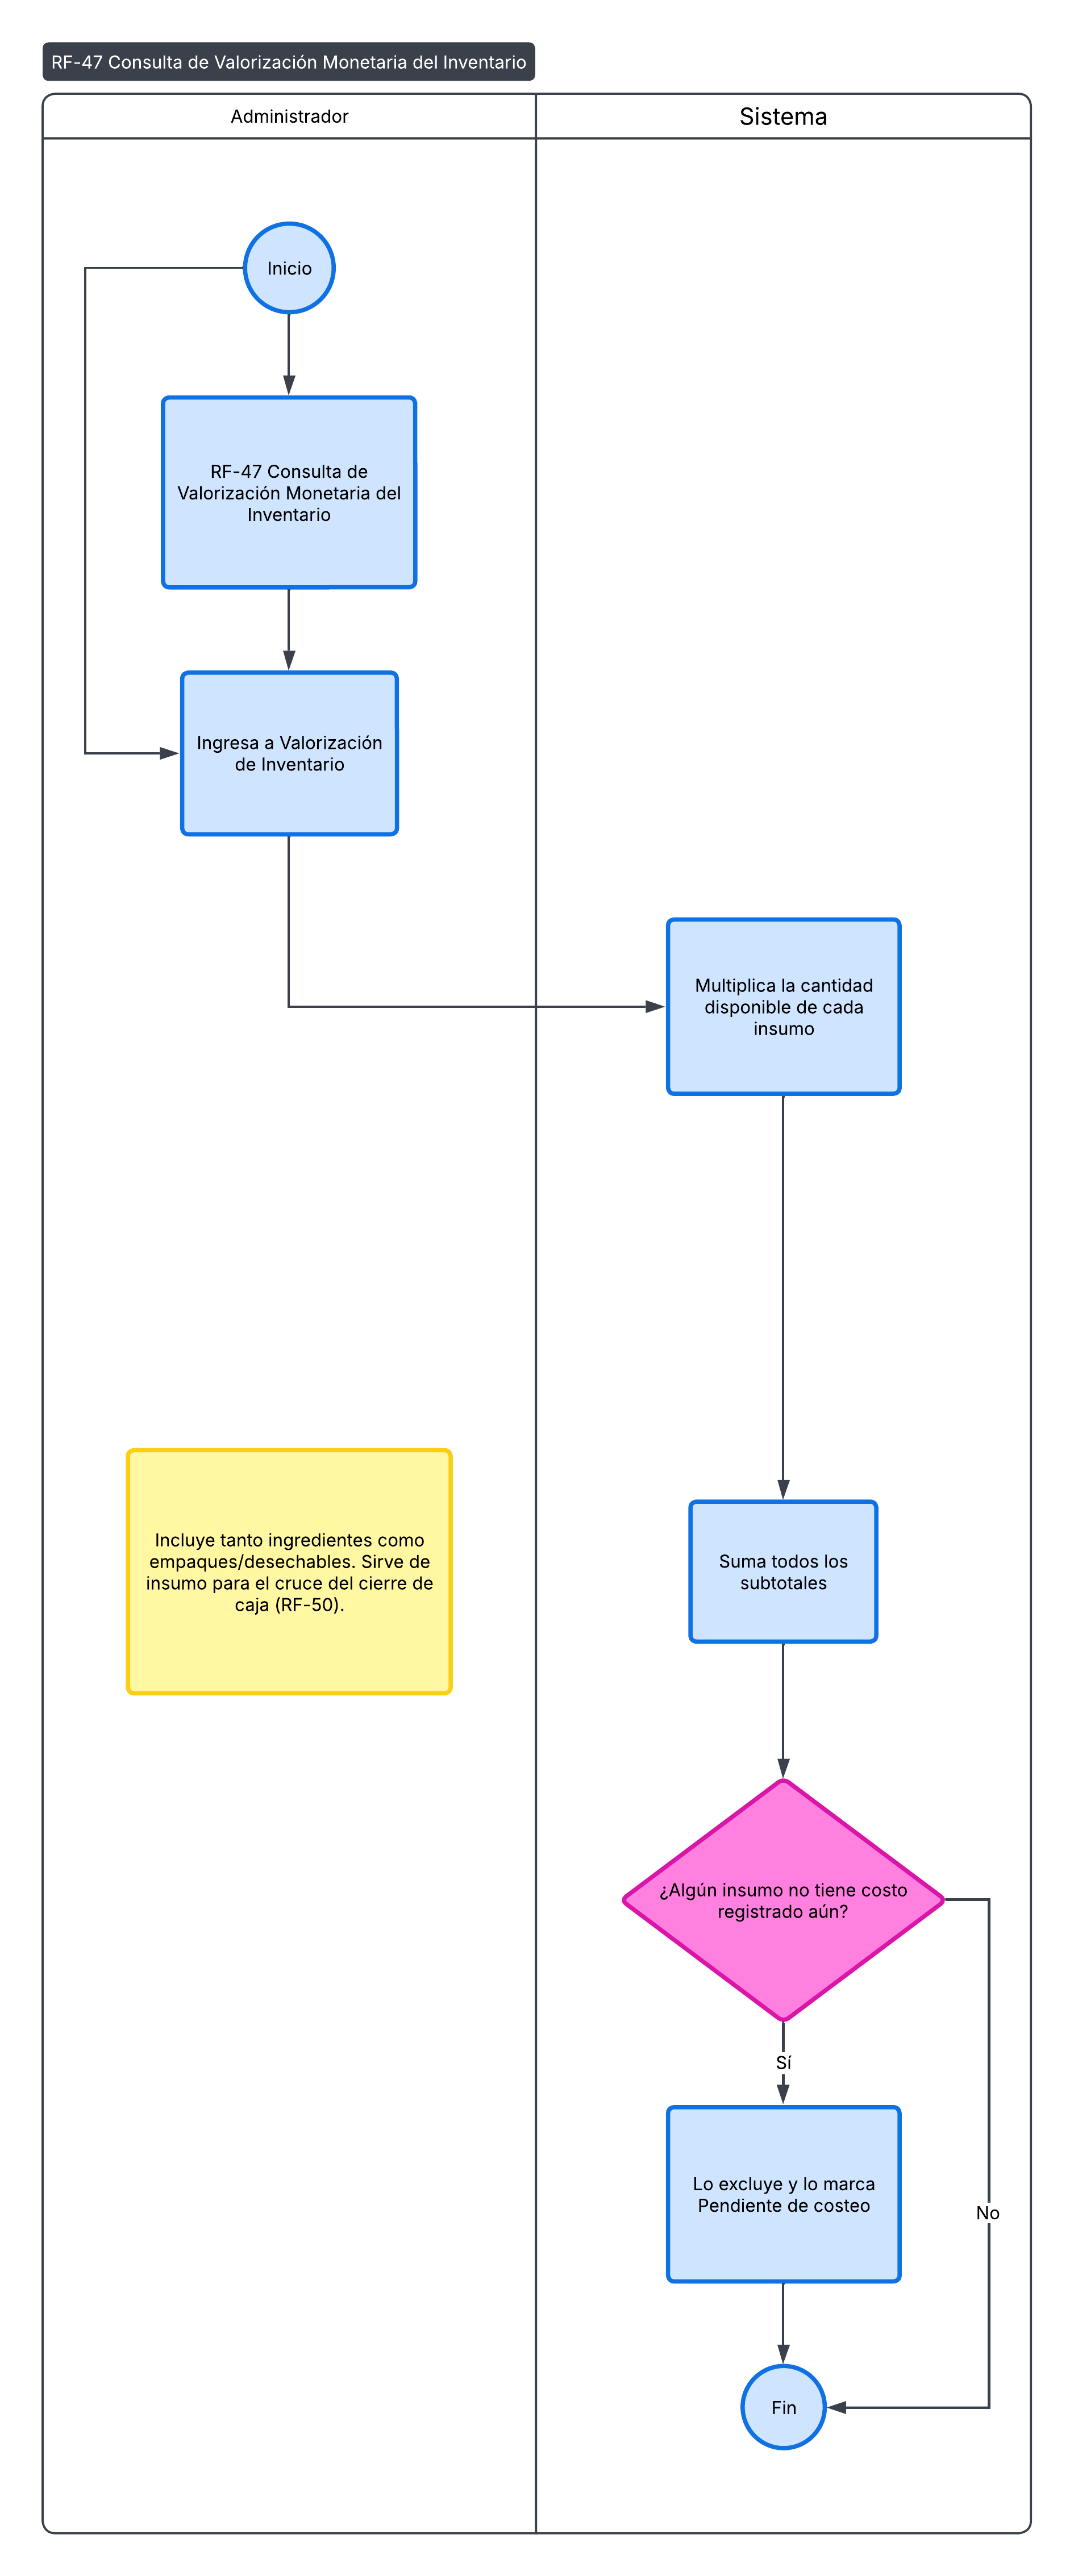 RF-47 Consulta de Valorización Monetaria del Inventario
Administrador
Sistema
Inicio
RF-47 Consulta de
Valorización Monetaria del
Inventario
Ingresa a Valorización
de Inventario
Multiplica la cantidad
disponible de cada
insumo
Incluye tanto ingredientes como
empaques/desechables. Sirve de
insumo para el cruce del cierre de
caja (RF-50).
Suma todos los
subtotales
¿Algún insumo no tiene costo
registrado aún?
Sí
Lo excluye y lo marca
Pendiente de costeo
No
Fin